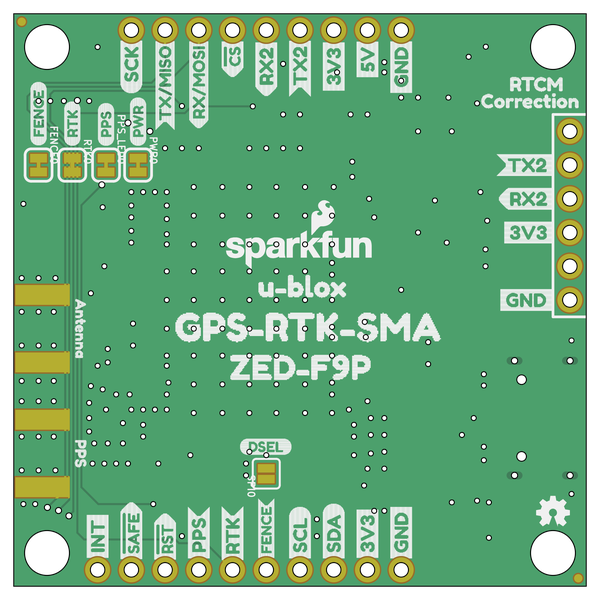 SCK
TX/MISO
RX/MOSI
CS
RX2
TX2
3V3
5V
GND
FENCE
RTK
PPS
PWR
RTCM
Correction
TX2
RX2
3V3
GND
sparkfun
u-blox
GPS-RTK-SMA
ZED-F9P
Antenna
PPS
DSEL
INT
SAFE
RST
PPS
RTK
FENCE
SCL
SDA
3V3
GND